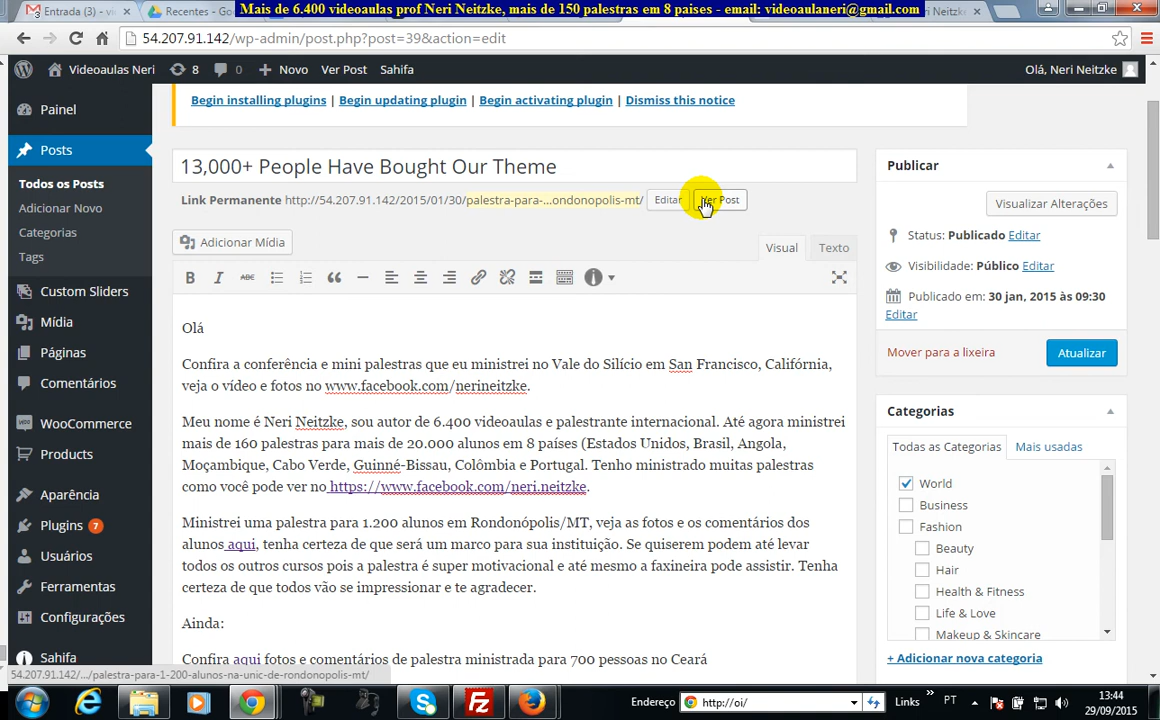 Mais de 6.400 videoaulas prof Neri Neitzke, mais de 150 palestras em 8 paises - email: videoaulaneri@gmail.com
Entrada (3) - vi
Recentes - Go
Neitzk
54.207.91.142/wp-admin/post.php?post=39&action=edit
Videoaulas Neri 8 0 Novo Ver Post Sahifa Olá, Neri Neitzke
Begin installing plugins | Begin updating plugin | Begin activating plugin | Dismiss this notice
Painel
Posts
Todos os Posts
Adicionar Novo
Categorias
Tags
Custom Sliders
Mídia
Páginas
Comentários
WooCommerce
Products
Aparência
Plugins 7
Usuários
Ferramentas
Configurações
Sahifa
13,000+ People Have Bought Our Theme
Link Permanente http://54.207.91.142/2015/01/30/palestra-para-...ondonopolis-mt/ Editar Ver Post
Adicionar Mídia
Visual Texto
B I ABC
Olá
Confira a conferência e mini palestras que eu ministrei no Vale do Silício em San Francisco, Califórnia,
veja o vídeo e fotos no www.facebook.com/nerineitzke.
Meu nome é Neri Neitzke, sou autor de 6.400 videoaulas e palestrante internacional. Até agora ministrei
mais de 160 palestras para mais de 20.000 alunos em 8 países (Estados Unidos, Brasil, Angola,
Moçambique, Cabo Verde, Guinné-Bissau, Colômbia e Portugal. Tenho ministrado muitas palestras
como você pode ver no https://www.facebook.com/neri.neitzke.
Ministrei uma palestra para 1.200 alunos em Rondonópolis/MT, veja as fotos e os comentários dos
alunos aqui, tenha certeza de que será um marco para sua instituição. Se quiserem podem até levar
todos os outros cursos pois a palestra é super motivacional e até mesmo a faxineira pode assistir. Tenha
certeza de que todos vão se impressionar e te agradecer.
Ainda:
Confira aqui fotos e comentários de palestra ministrada para 700 pessoas no Ceará
Publicar
Visualizar Alterações
Status: Publicado Editar
Visibilidade: Público Editar
Publicado em: 30 jan, 2015 às 09:30
Editar
Mover para a lixeira Atualizar
Categorias
Todas as Categorias Mais usadas
World
Business
Fashion
Beauty
Hair
Health & Fitness
Life & Love
Makeup & Skincare
+ Adicionar nova categoria
54.207.91.142/.../palestra-para-1-200-alunos-na-unic-de-rondonopolis-mt/
Endereço http://oi/ Links » PT 13:44
29/09/2015